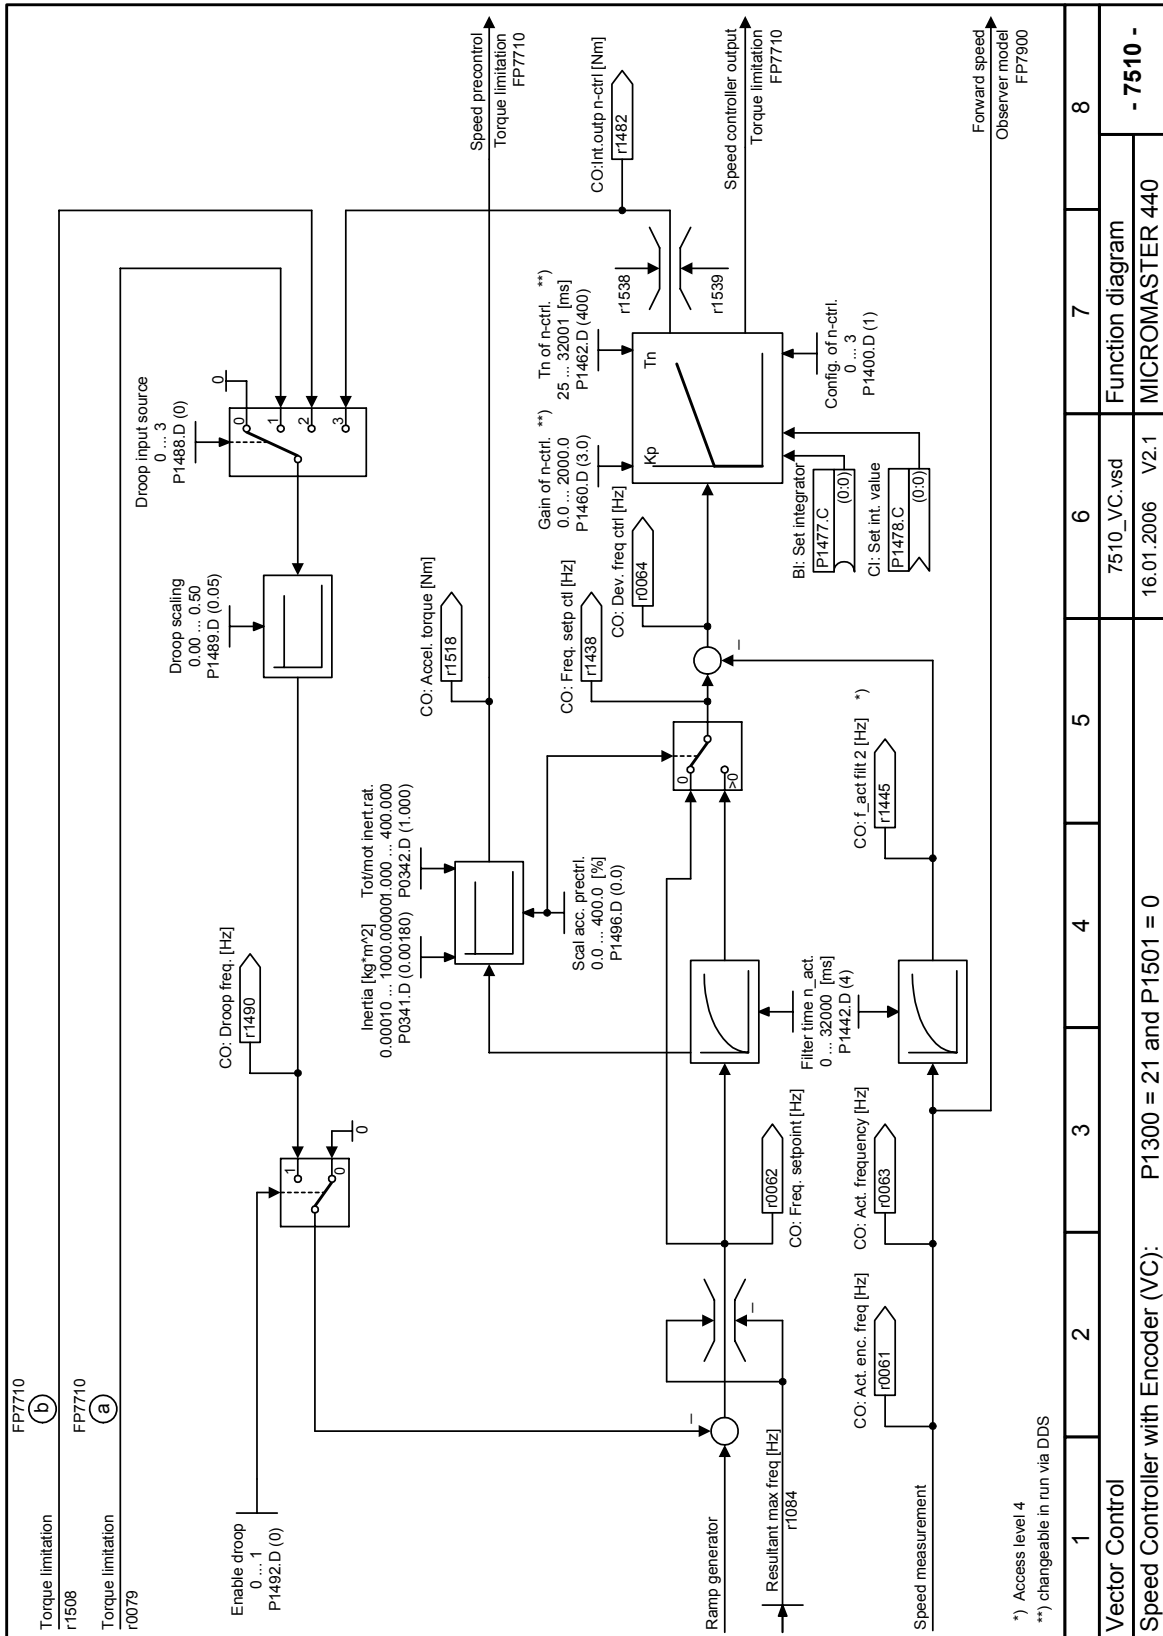 FP7710
b
Torque limitation
r1508
FP7710
a
Torque limitation
r0079
Enable droop
0 ... 1
P1492.D (0)
1
0
0
CO: Droop freq. [Hz]
r1490
Droop scaling
0.00 ... 0.50
P1489.D (0.05)
Droop input source
0 ... 3
P1488.D (0)
0
0
1
2
3
Speed precontrol
Torque limitation
FP7710
Inertia [kg*m^2]
0.00010 ... 1000.00000
P0341.D (0.00180)
Tot/mot inert.rat.
1.000 ... 400.000
P0342.D (1.000)
CO: Accel. torque [Nm]
r1518
Scal acc. prectrl.
0.0 ... 400.0 [%]
P1496.D (0.0)
CO:Int.outp n-ctrl [Nm]
r1482
Gain of n-ctrl. **)
0.0 ... 2000.0
P1460.D (3.0)
Tn of n-ctrl. **)
25 ... 32001 [ms]
P1462.D (400)
r1538
r1539
Kp
Tn
Speed controller output
Torque limitation
FP7710
CO: Freq. setp ctl [Hz]
r1438
CO: Dev. freq ctrl [Hz]
r0064
0
>0
–
Ramp generator
–
–
Resultant max freq [Hz]
r1084
r0062
CO: Freq. setpoint [Hz]
Filter time n_act.
0 ... 32000 [ms]
P1442.D (4)
BI: Set integrator
P1477.C
(0:0)
CI: Set int. value
P1478.C
(0:0)
Config. of n-ctrl.
0 ... 3
P1400.D (1)
CO: Act. enc. freq [Hz]
r0061
CO: Act. frequency [Hz]
r0063
CO: f_act filt 2 [Hz] *)
r1445
Speed measurement
Forward speed
Observer model
FP7900
*) Access level 4
**) changeable in run via DDS
1 2 3 4 5 6 7 8
Vector Control
7510_VC.vsd
Function diagram
- 7510 -
Speed Controller with Encoder (VC): P1300 = 21 and P1501 = 0
16.01.2006 V2.1
MICROMASTER 440